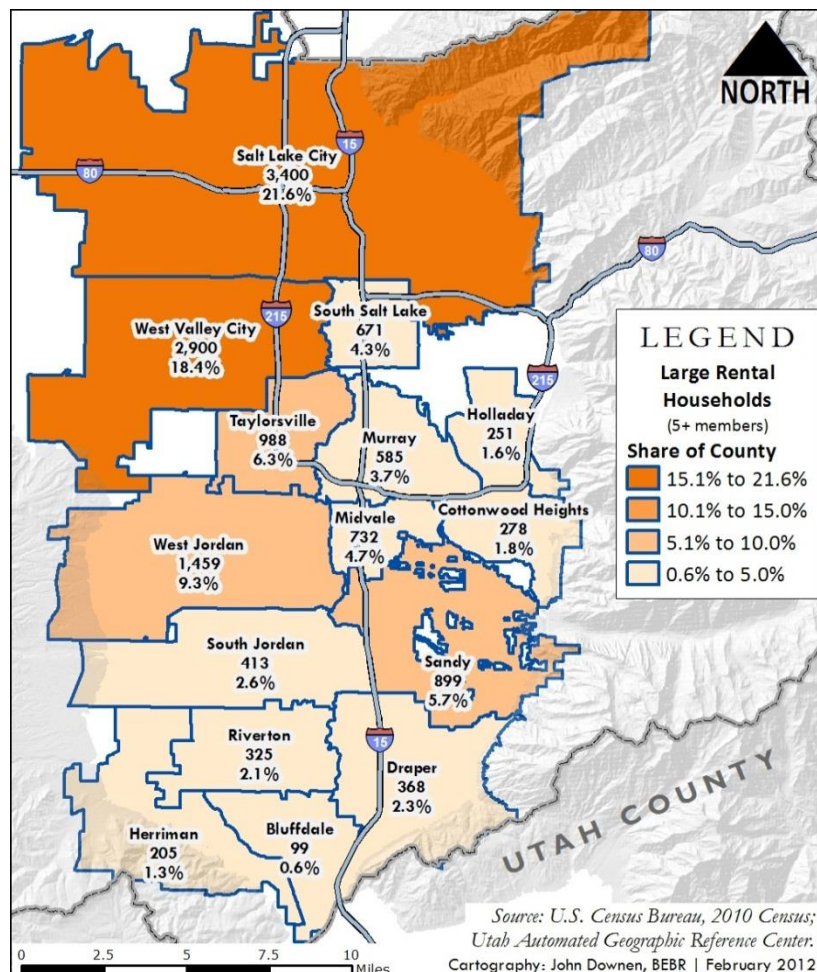 NORTH
Salt Lake City
3,400
21.6%
15
80
80
215
South Salt Lake
671
4.3%
West Valley City
2,900
18.4%
215
Taylorsville
988
6.3%
Murray
585
3.7%
Holladay
251
1.6%
Midvale
732
4.7%
Cottonwood Heights
278
1.8%
West Jordan
1,459
9.3%
South Jordan
413
2.6%
Sandy
899
5.7%
Riverton
325
2.1%
15
Draper
368
2.3%
Herriman
205
1.3%
Bluffdale
99
0.6%
UTAH COUNTY
LEGEND
Large Rental
Households
(5+ members)
Share of County
15.1% to 21.6%
10.1% to 15.0%
5.1% to 10.0%
0.6% to 5.0%
Source: U.S. Census Bureau, 2010 Census;
Utah Automated Geographic Reference Center.
Cartography: John Downen, BEBR | February 2012
0 2.5 5 7.5 10
Miles